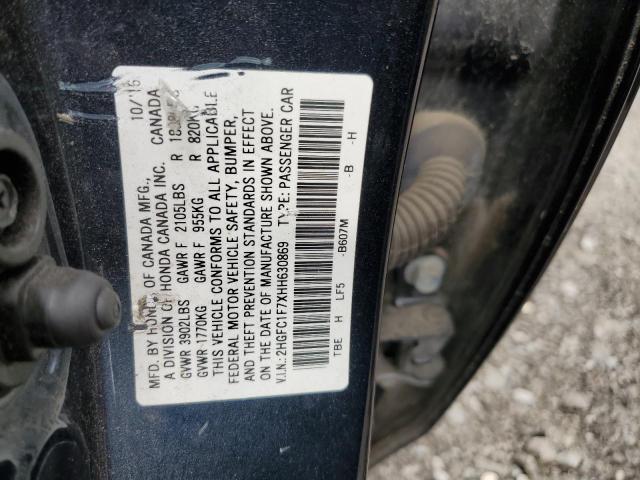 MFD. BY HONDA OF CANADA MFG., 10/16
A DIVISION OF HONDA CANADA INC. CANADA
GVWR 3902LBS GAWR F 2105LBS R
GVWR 1770KG GAWR F 955KG R 820KG
THIS VEHICLE CONFORMS TO ALL APPLICABLE
FEDERAL MOTOR VEHICLE SAFETY, BUMPER,
AND THEFT PREVENTION STANDARDS IN EFFECT
ON THE DATE OF MANUFACTURE SHOWN ABOVE.
V.I.N.: 2HGFC1F7XHH630869 TYPE: PASSENGER CAR
TBE H LF5 -B607M -B -H